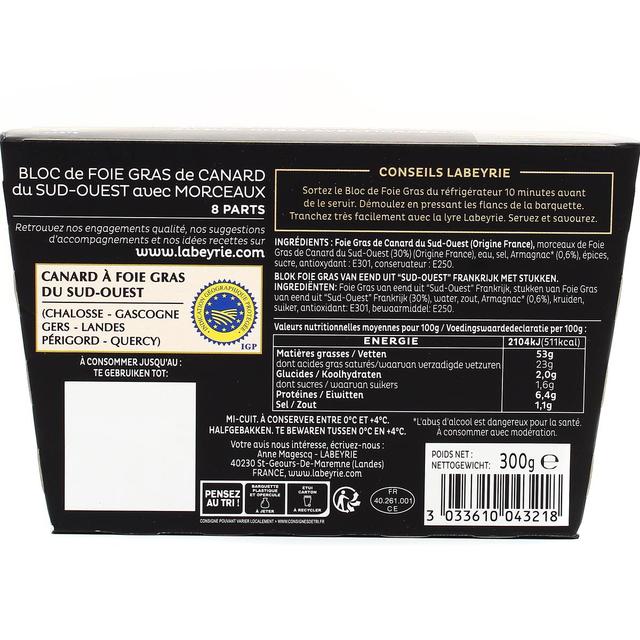 BLOC de FOIE GRAS de CANARD
du SUD-OUEST avec MORCEAUX
8 PARTS
Retrouvez nos engagements qualité, nos suggestions
d'accompagnements et nos idées recettes sur
www.labeyrie.com
CANARD À FOIE GRAS
DU SUD-OUEST
(CHALOSSE - GASCOGNE
GERS - LANDES
PÉRIGORD - QUERCY)
INDICATION GÉOGRAPHIQUE PROTÉGÉE
IGP
À CONSOMMER JUSQU'AU :
TE GEBRUIKEN TOT:
CONSEILS LABEYRIE
Sortez le Bloc de Foie Gras du réfrigérateur 10 minutes avant
de le servir. Démoulez en pressant les flancs de la barquette.
Tranchez très facilement avec la lyre Labeyrie. Servez et savourez.
INGRÉDIENTS : Foie Gras de Canard du Sud-Ouest (Origine France), morceaux de Foie
Gras de Canard du Sud-Ouest (30%) (Origine France), eau, sel, Armagnac* (0,6%), épices,
sucre, antioxydant : E301, conservateur : E250.
BLOK FOIE GRAS VAN EEND UIT "SUD-OUEST" FRANKRIJK MET STUKKEN.
INGREDIËNTEN: Foie Gras van eend uit "Sud-Ouest" Frankrijk, stukken van Foie Gras
van eend uit "Sud-Ouest" Frankrijk (30%), water, zout, Armagnac* (0,6%), kruiden,
suiker, antioxidant: E301, bewaarmiddel: E250.
Valeurs nutritionnelles moyennes pour 100g / Voedingswaardedeclaratie per 100g :
ENERGIE 2104kJ(511kcal)
Matières grasses / Vetten 53g
dont acides gras saturés/waarvan verzadigde vetzuren 23g
Glucides / Koolhydraten 2,0g
dont sucres / waarvan suikers 1,6g
Protéines / Eiwitten 6,4g
Sel / Zout 1,1g
MI-CUIT. À CONSERVER ENTRE 0°C ET +4°C.
HALFGEBAKKEN. TE BEWAREN TUSSEN 0°C EN +4°C.
*L'abus d'alcool est dangereux pour la santé.
À consommer avec modération.
Votre avis nous intéresse, écrivez-nous :
Anne Magescq - LABEYRIE
40230 St-Geours-De-Maremne (Landes)
FRANCE, www.labeyrie.com
POIDS NET :
NETTOGEWICHT: 300g e
PENSEZ
AU TRI !
BARQUETTE
PLASTIQUE
ET OPERCULE
À JETER
ÉTUI
CARTON
À RECYCLER
CONSIGNE POUVANT VARIER LOCALEMENT > WWW.CONSIGNESDETRI.FR
FR
40.261.001
CE
3 033610 043218